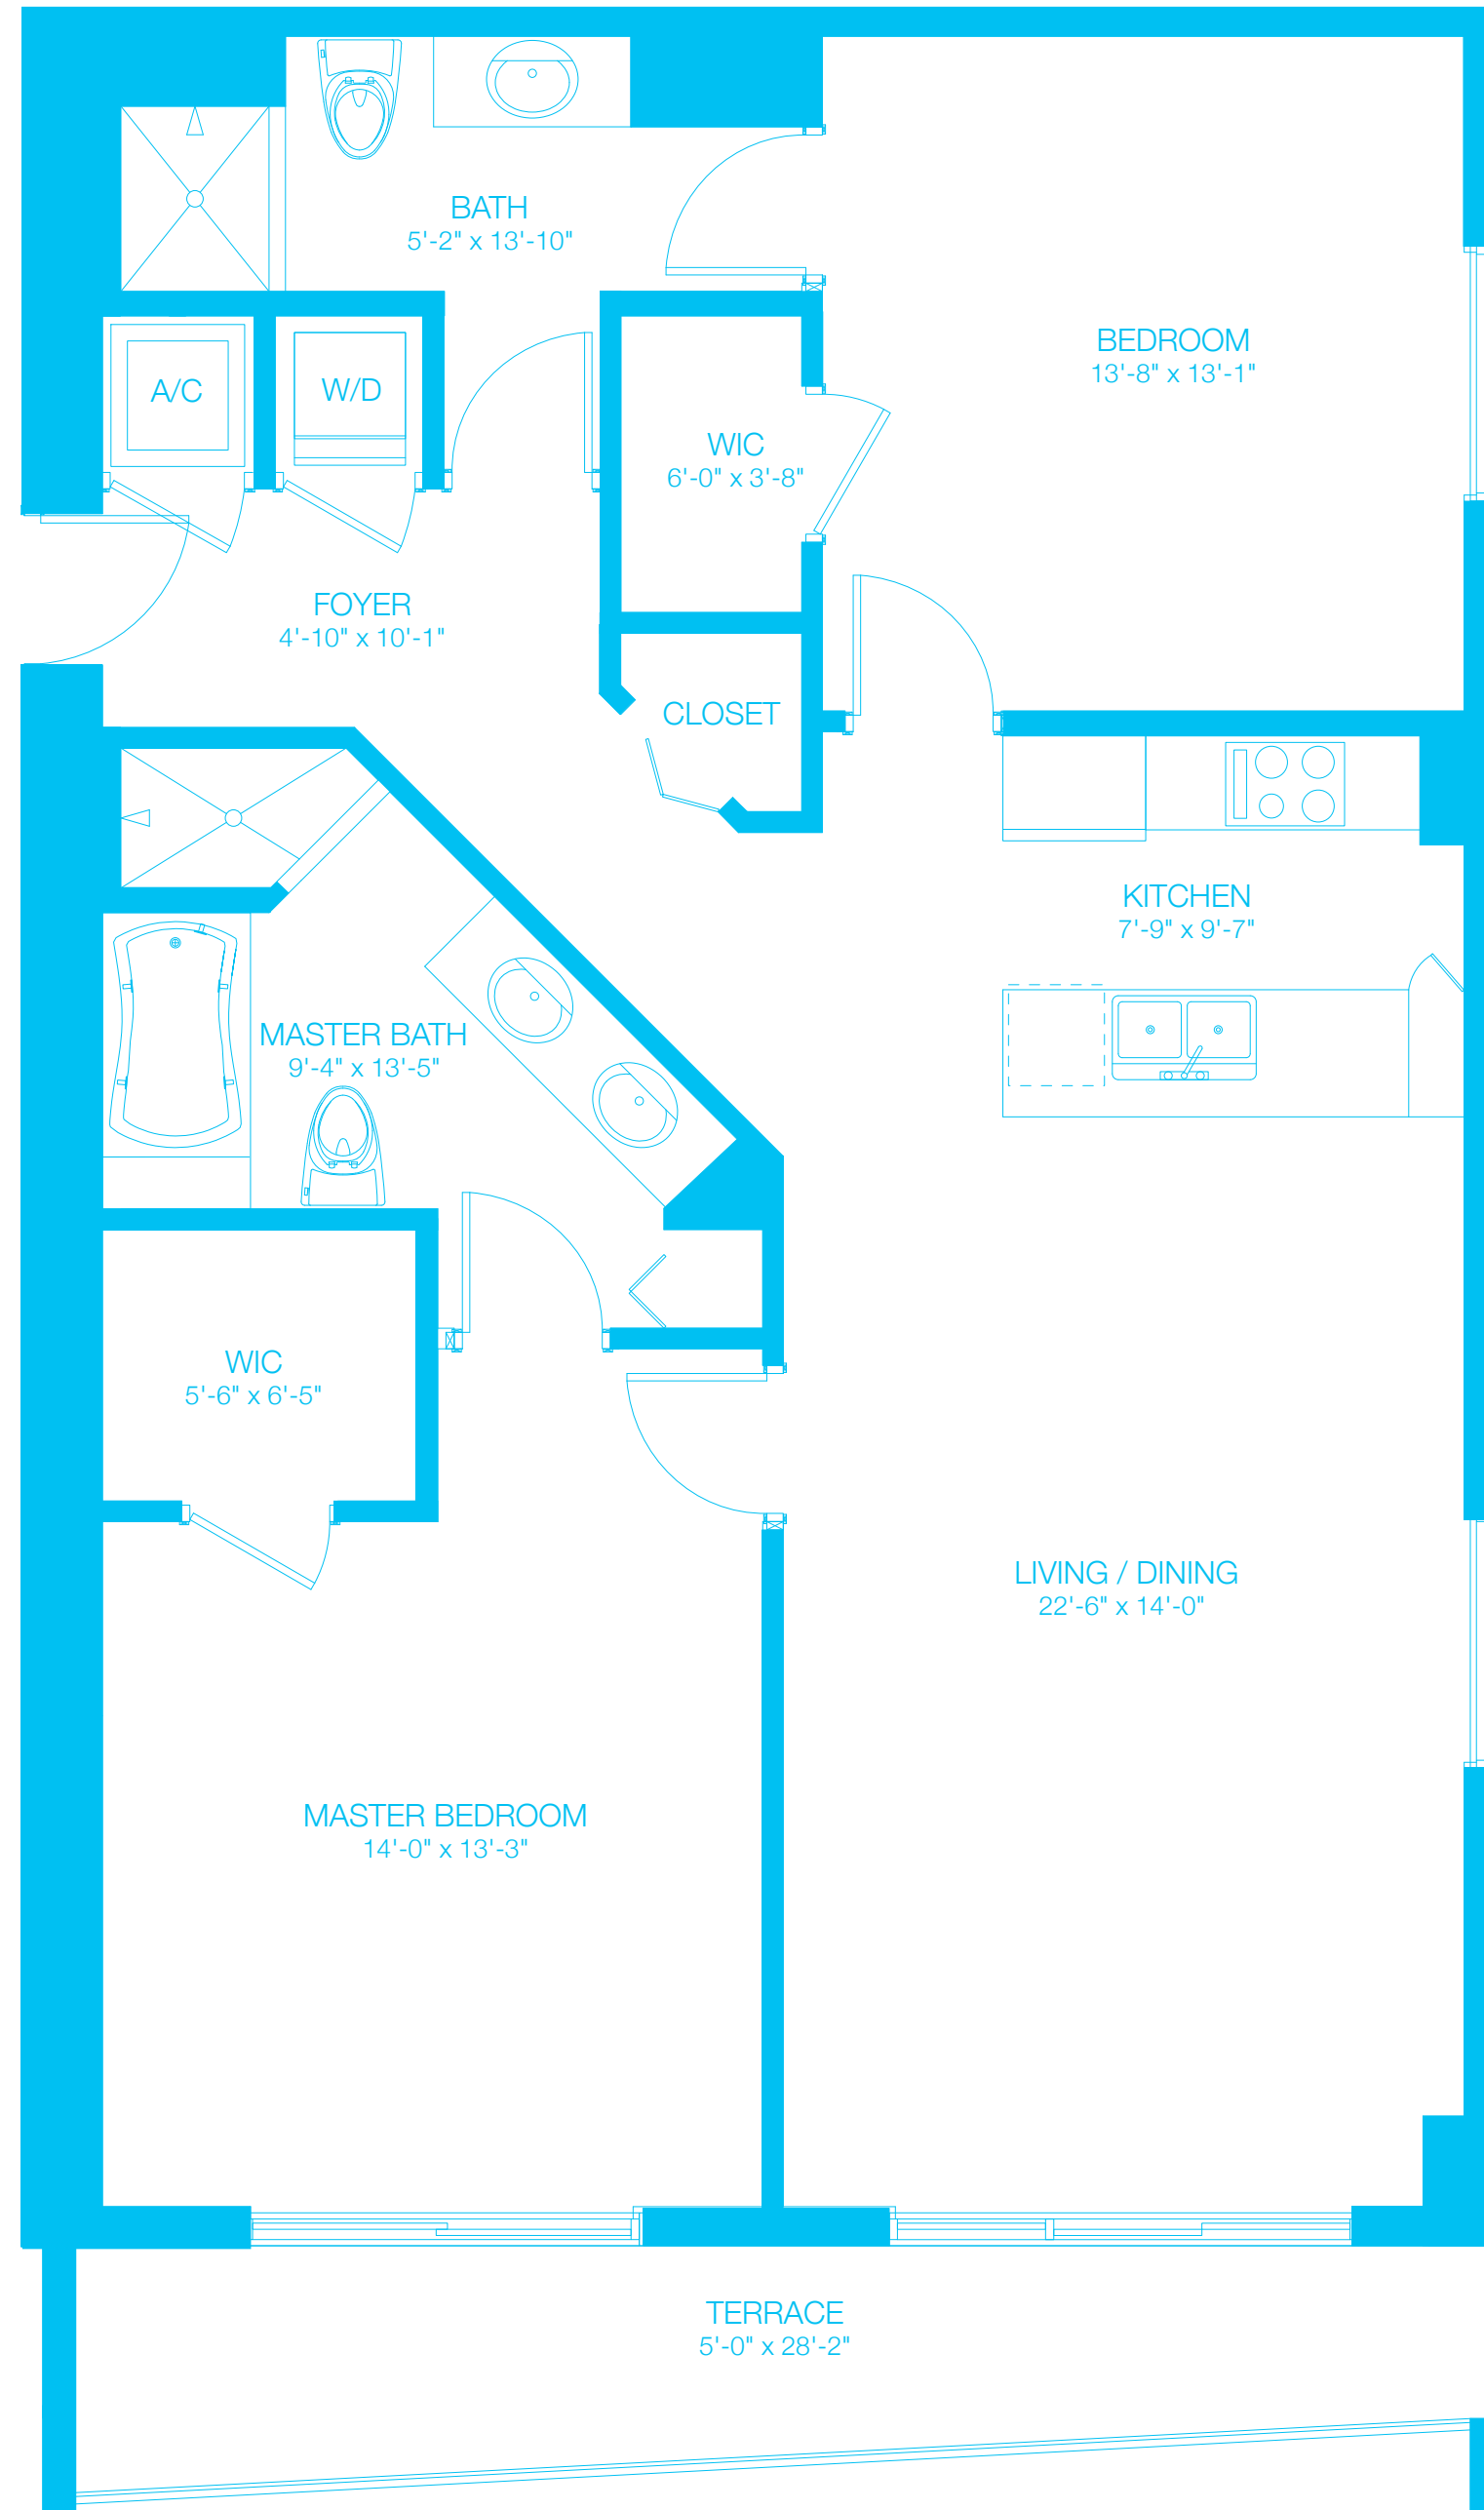 BATH
5'-2" x 13'-10"
BEDROOM
13'-8" x 13'-1"
A/C
W/D
WIC
6'-0" x 3'-8"
FOYER
4'-10" x 10'-1"
CLOSET
KITCHEN
7'-9" x 9'-7"
MASTER BATH
9'-4" x 13'-5"
WIC
5'-6" x 6'-5"
LIVING / DINING
22'-6" x 14'-0"
MASTER BEDROOM
14'-0" x 13'-3"
TERRACE
5'-0" x 28'-2"